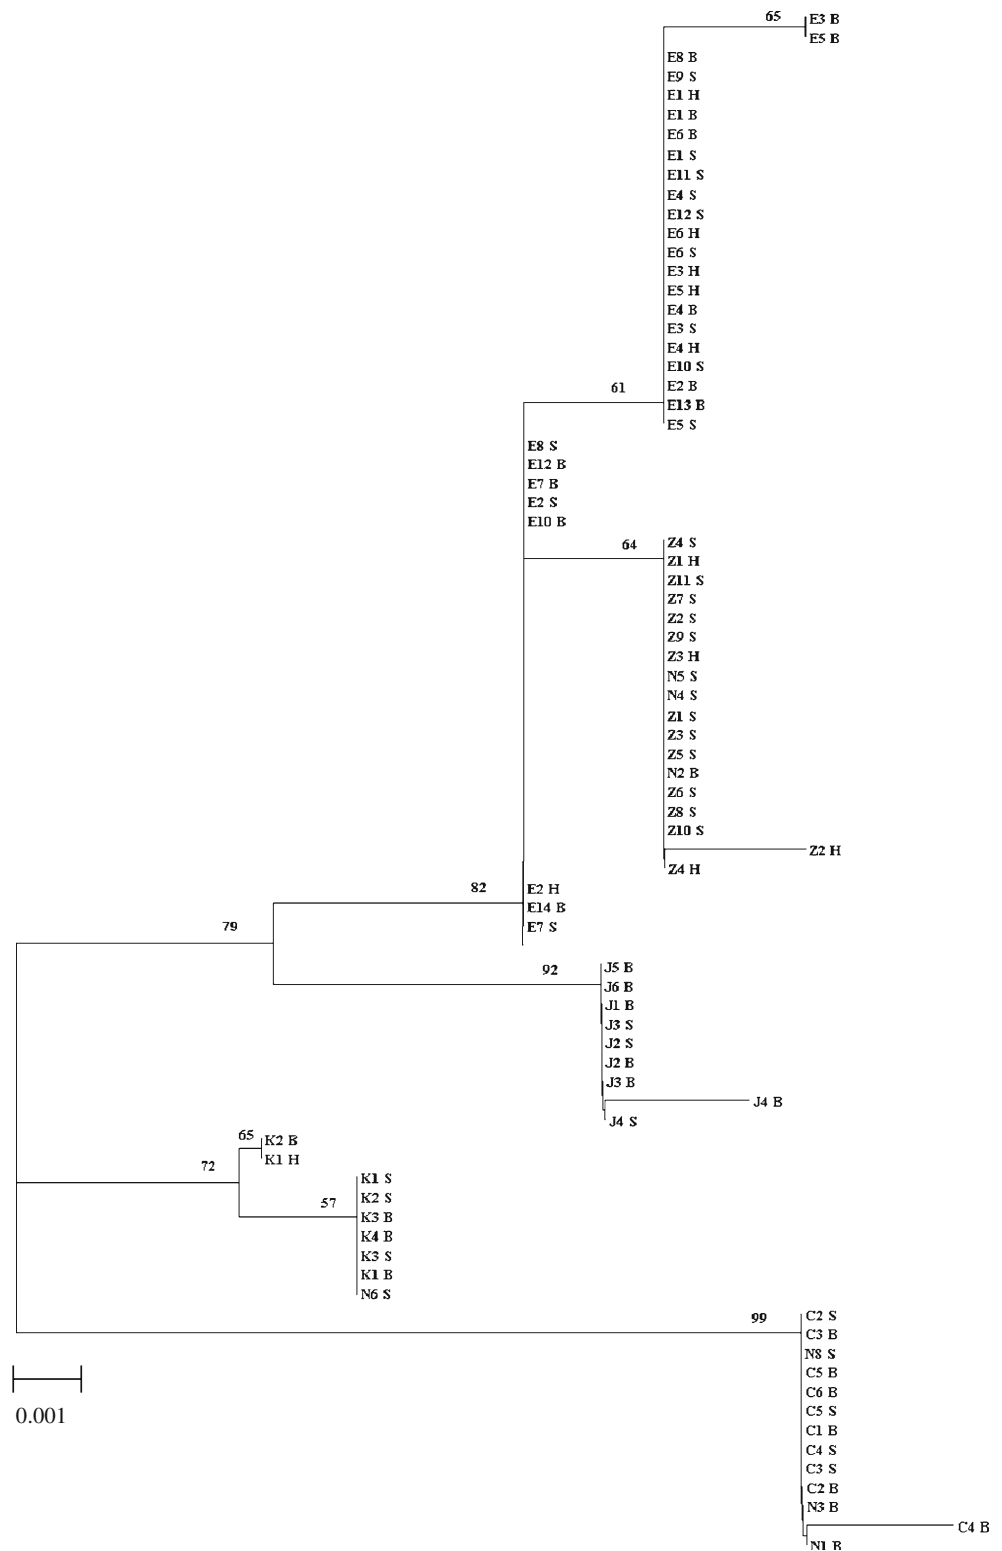 65
E3 B
E5 B
E8 B
E9 S
E1 H
E1 B
E6 B
E1 S
E11 S
E4 S
E12 S
E6 H
E6 S
E3 H
E5 H
E4 B
E3 S
E4 H
E10 S
E2 B
61
E13 B
E5 S
E8 S
E12 B
E7 B
E2 S
E10 B
64
Z4 S
Z1 H
Z11 S
Z7 S
Z2 S
Z9 S
Z3 H
N5 S
N4 S
Z1 S
Z3 S
Z5 S
N2 B
Z6 S
Z8 S
Z10 S
Z2 H
Z4 H
82
E2 H
E14 B
E7 S
79
92
J5 B
J6 B
J1 B
J3 S
J2 S
J2 B
J3 B
J4 B
J4 S
65
K2 B
K1 H
72
K1 S
K2 S
57
K3 B
K4 B
K3 S
K1 B
N6 S
99
C2 S
C3 B
N8 S
C5 B
C6 B
C5 S
C1 B
C4 S
C3 S
C2 B
N3 B
C4 B
N1 B
0.001